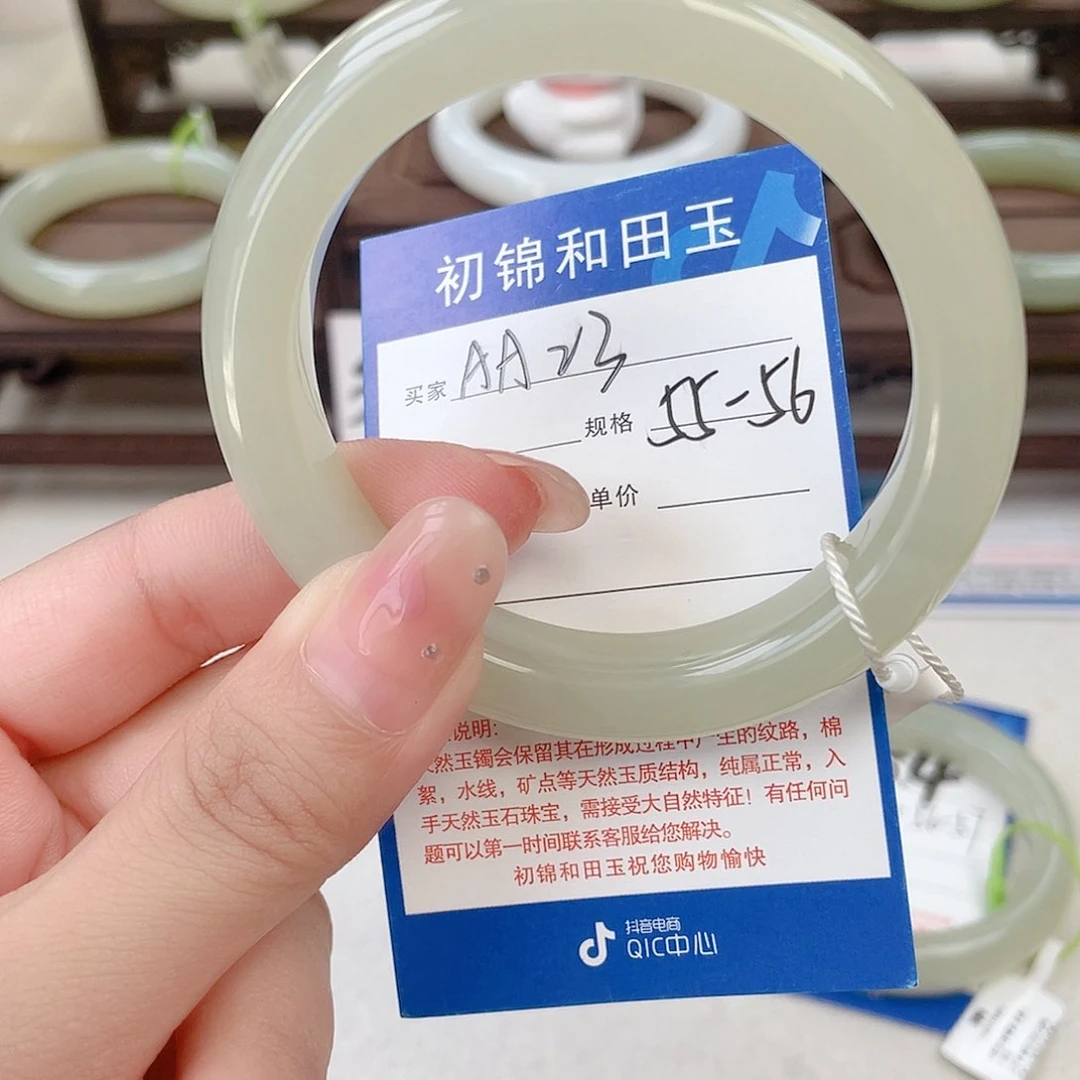 初锦和田玉
买家 AA23
规格 55-56
单价
说明:
然玉镯会保留其在形成过程中产生的纹路，棉
絮，水线，矿点等天然玉质结构，纯属正常，入
手天然玉石珠宝，需接受大自然特征！有任何问
题可以第一时间联系客服给您解决。
初锦和田玉祝您购物愉快
抖音电商
QIC中心